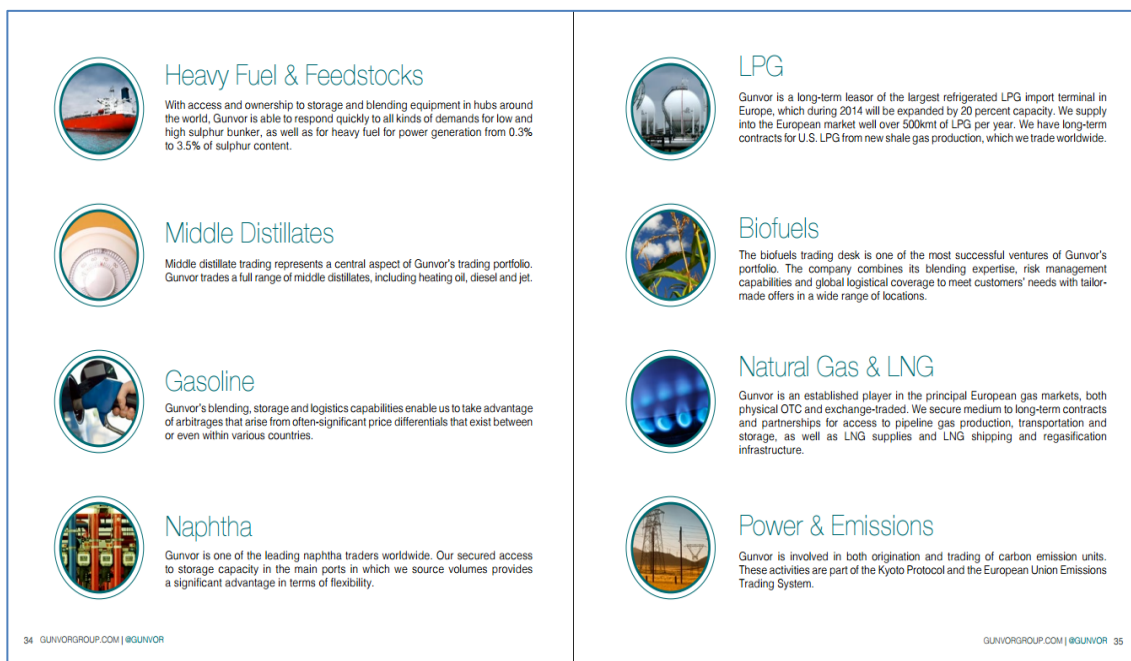 Heavy Fuel & Feedstocks
With access and ownership to storage and blending equipment in hubs around
the world, Gunvor is able to respond quickly to all kinds of demands for low and
high sulphur bunker, as well as for heavy fuel for power generation from 0.3%
to 3.5% of sulphur content.
Middle Distillates
Middle distillate trading represents a central aspect of Gunvor's trading portfolio.
Gunvor trades a full range of middle distillates, including heating oil, diesel and jet.
Gasoline
Gunvor's blending, storage and logistics capabilities enable us to take advantage
of arbitrages that arise from often-significant price differentials that exist between
or even within various countries.
Naphtha
Gunvor is one of the leading naphtha traders worldwide. Our secured access
to storage capacity in the main ports in which we source volumes provides
a significant advantage in terms of flexibility.
34 GUNVORGROUP.COM | @GUNVOR
LPG
Gunvor is a long-term leasor of the largest refrigerated LPG import terminal in
Europe, which during 2014 will be expanded by 20 percent capacity. We supply
into the European market well over 500kmt of LPG per year. We have long-term
contracts for U.S. LPG from new shale gas production, which we trade worldwide.
Biofuels
The biofuels trading desk is one of the most successful ventures of Gunvor's
portfolio. The company combines its blending expertise, risk management
capabilities and global logistical coverage to meet customers' needs with tailor-
made offers in a wide range of locations.
Natural Gas & LNG
Gunvor is an established player in the principal European gas markets, both
physical OTC and exchange-traded. We secure medium to long-term contracts
and partnerships for access to pipeline gas production, transportation and
storage, as well as LNG supplies and LNG shipping and regasification
infrastructure.
Power & Emissions
Gunvor is involved in both origination and trading of carbon emission units.
These activities are part of the Kyoto Protocol and the European Union Emissions
Trading System.
GUNVORGROUP.COM | @GUNVOR 35